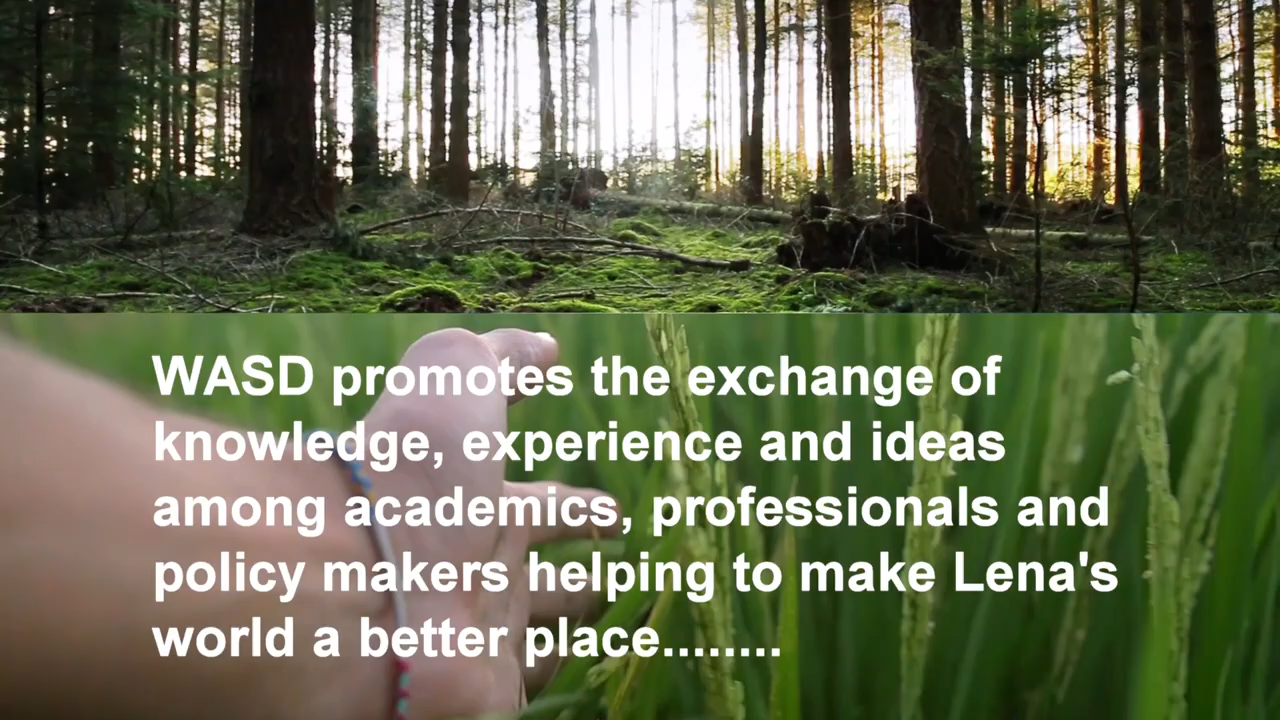 WASD promotes the exchange of
knowledge, experience and ideas
among academics, professionals and
policy makers helping to make Lena's
world a better place........